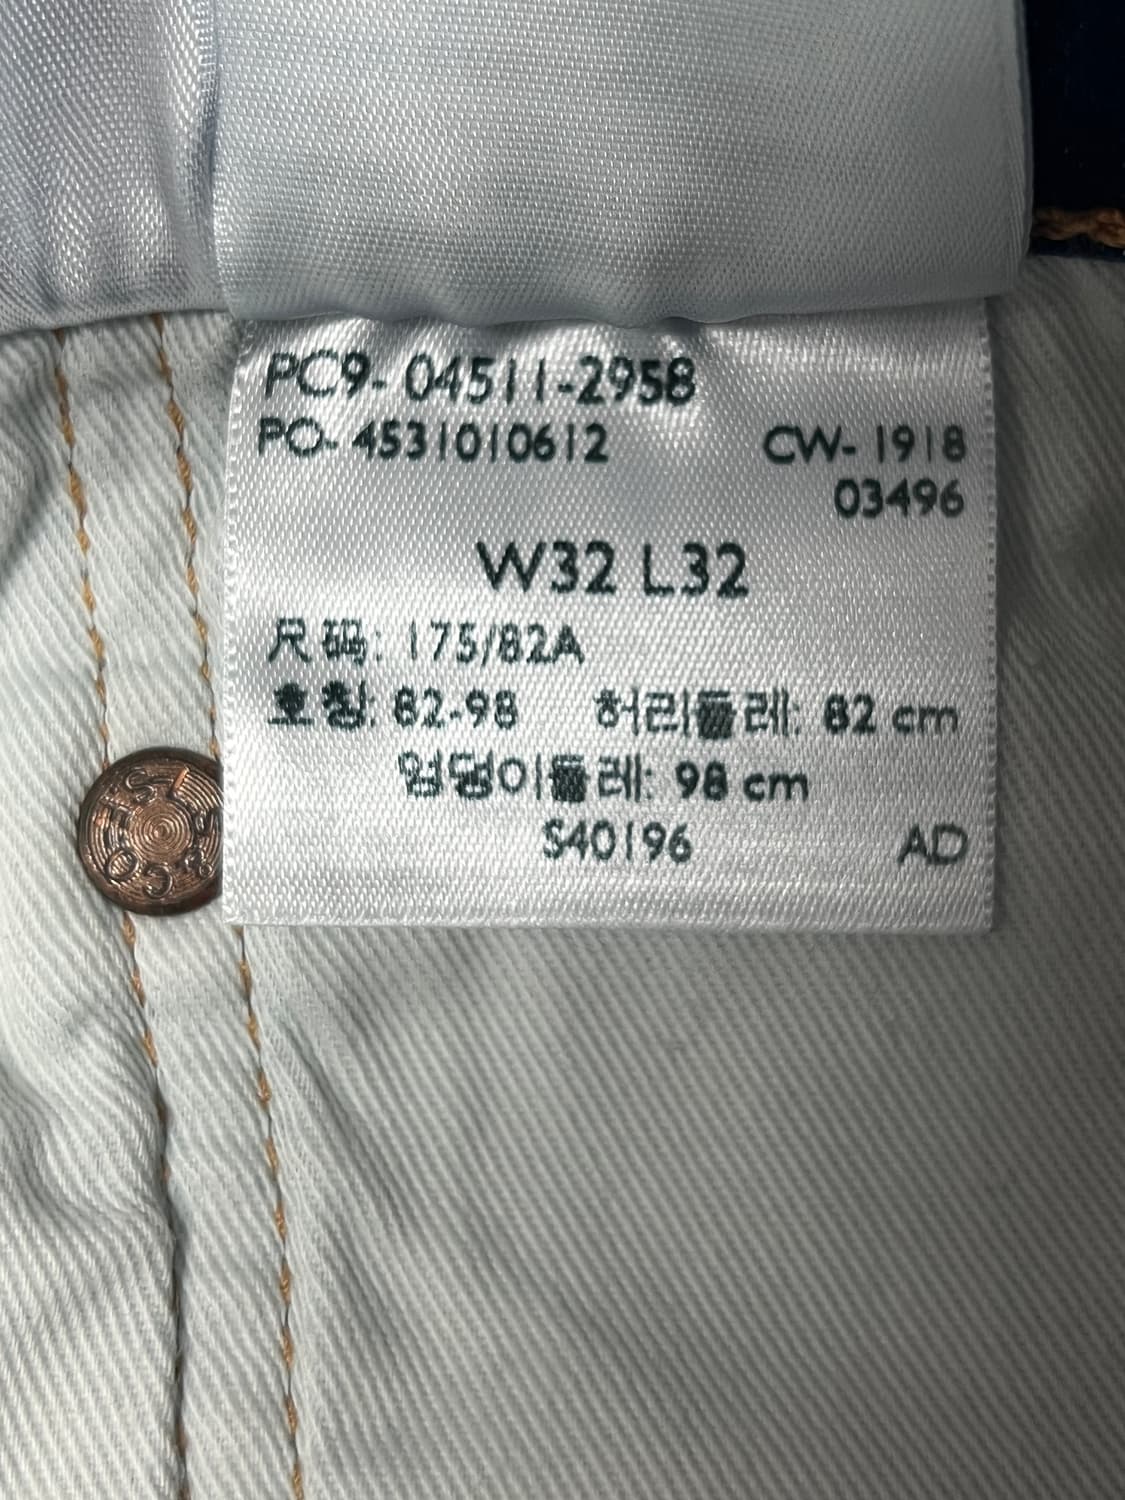 PC9- 04511-2958
PO- 4531010612 CW- 1918
03496
W32 L32
尺码: 175/82A
호칭: 82-98 허리둘레: 82 cm
엉덩이둘레: 98 cm
S40196 AD
& CO